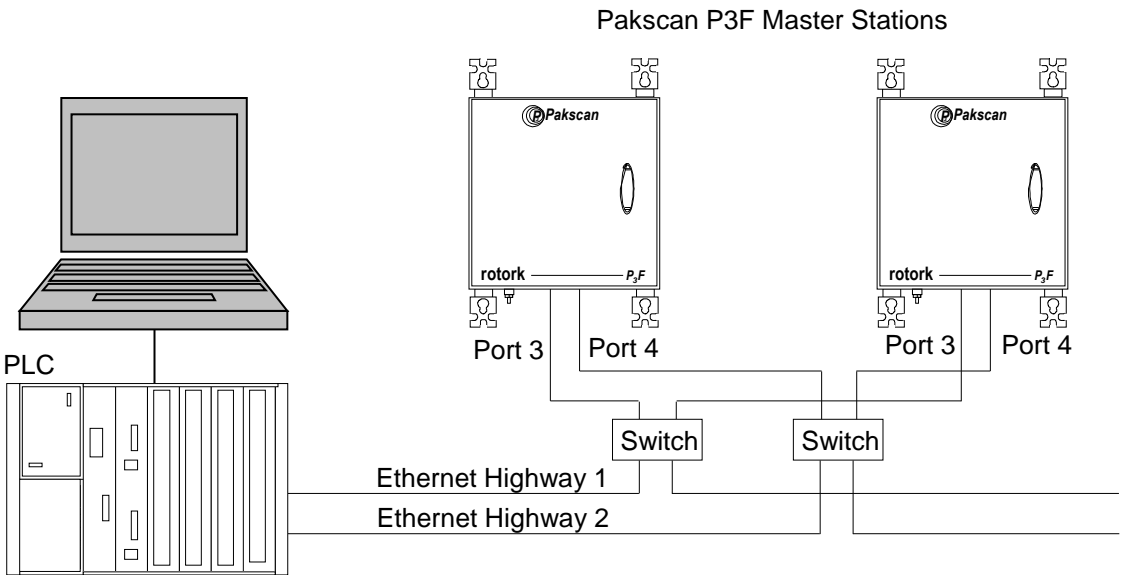 Pakscan P3F Master Stations
P Pakscan
P Pakscan
rotork P3F
rotork P3F
Port 3 Port 4
Port 3 Port 4
PLC
Switch
Switch
Ethernet Highway 1
Ethernet Highway 2